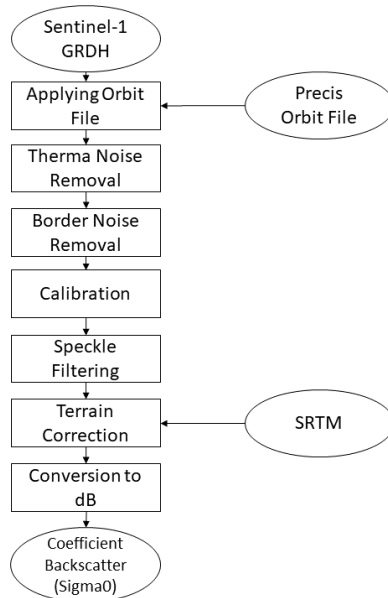 Sentinel-1
GRDH
Applying Orbit
File
Precis
Orbit File
Therma Noise
Removal
Border Noise
Removal
Calibration
Speckle
Filtering
Terrain
Correction
SRTM
Conversion to
dB
Coefficient
Backscatter
(Sigma0)